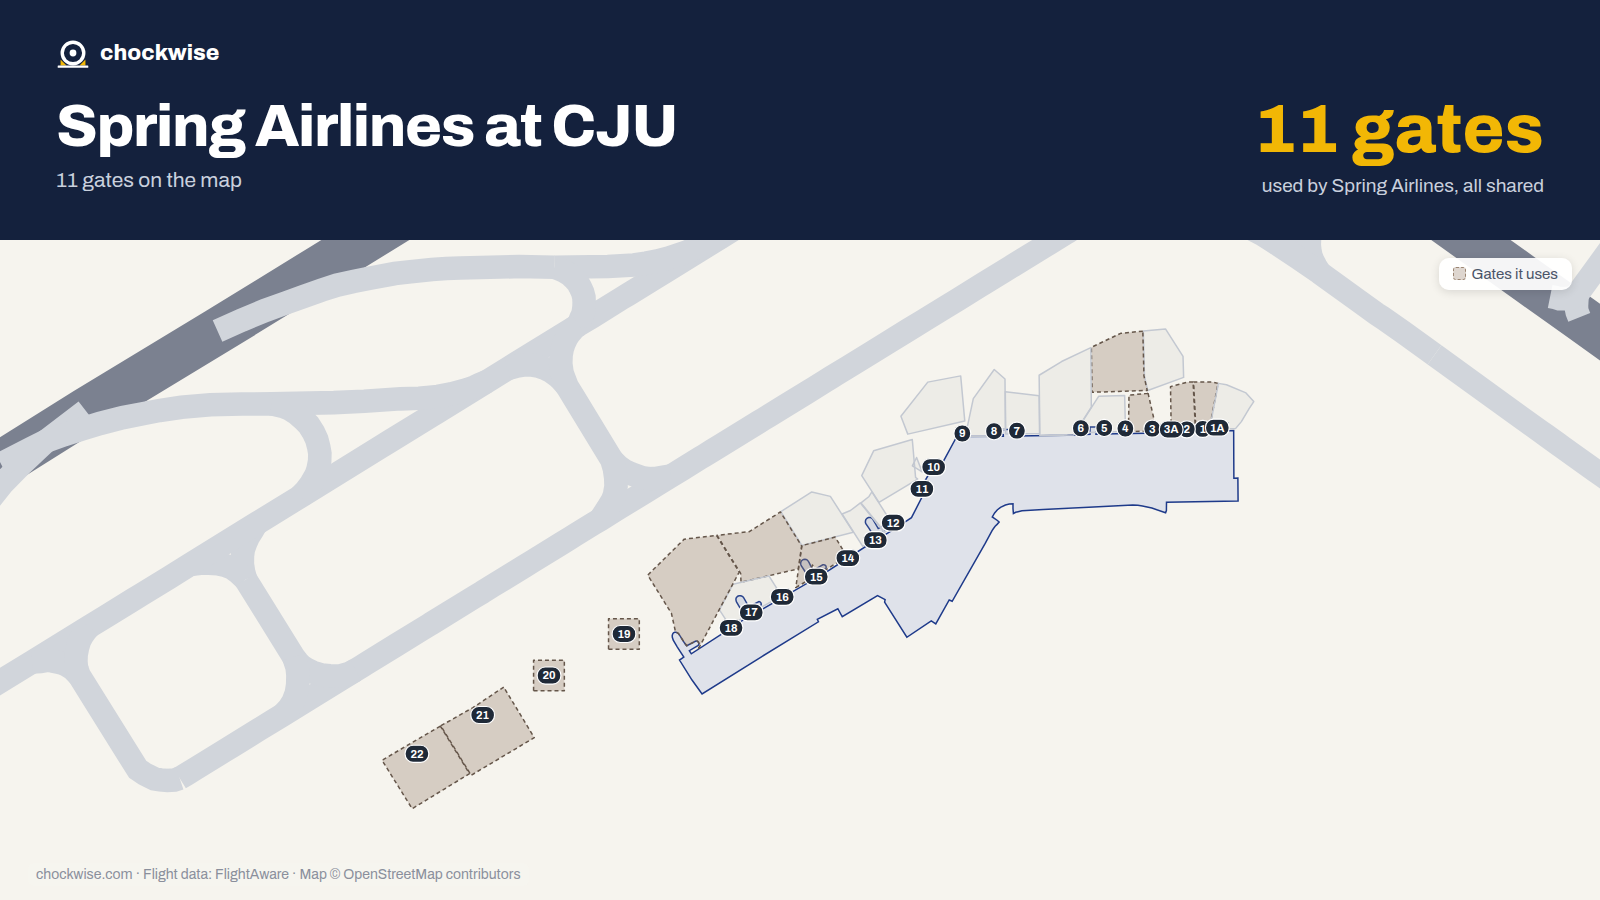 chockwise
Spring Airlines at CJU
11 gates on the map
11 gates
used by Spring Airlines, all shared
Gates it uses
9
8
7
6
5
4
3
3A
2
1
1A
10
11
12
13
14
15
16
17
18
19
20
21
22
chockwise.com · Flight data: FlightAware · Map © OpenStreetMap contributors